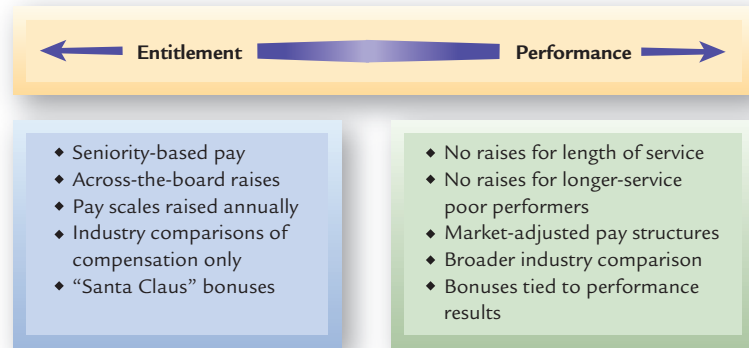 Entitlement
Performance
◆ Seniority-based pay
◆ Across-the-board raises
◆ Pay scales raised annually
◆ Industry comparisons of
compensation only
◆ “Santa Claus” bonuses
◆ No raises for length of service
◆ No raises for longer-service
poor performers
◆ Market-adjusted pay structures
◆ Broader industry comparison
◆ Bonuses tied to performance
results